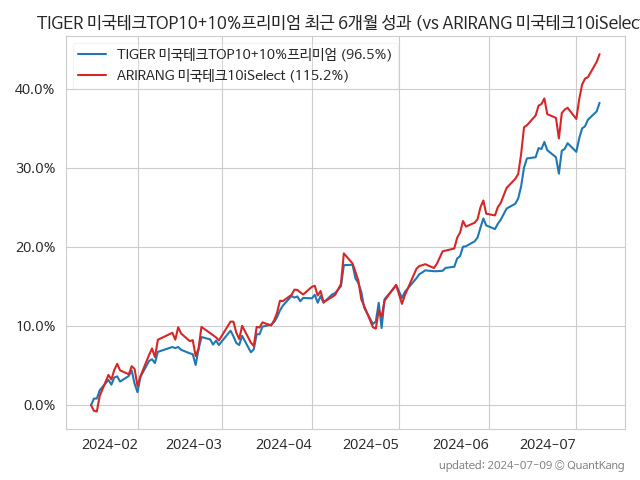 TIGER 미국테크TOP10+10%프리미엄 최근 6개월 성과 (vs ARIRANG 미국테크10iSelec
TIGER 미국테크TOP10+10%프리미엄 (96.5%)
ARIRANG 미국테크10iSelect (115.2%)
40.0%
30.0%
20.0%
10.0%
0.0%
2024-02 2024-03 2024-04 2024-05 2024-06 2024-07
updated: 2024-07-09 © QuantKang